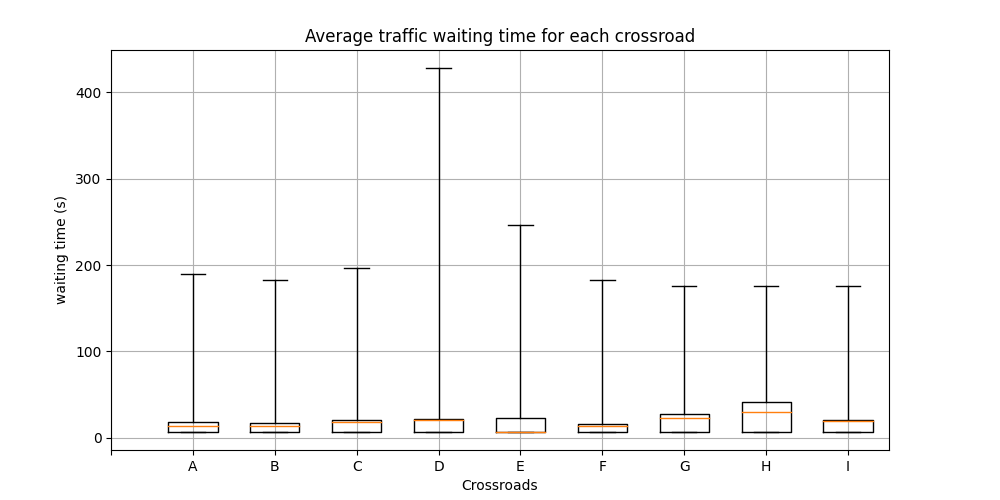 Average traffic waiting time for each crossroad
400
300
200
100
0
waiting time (s)
A B C D E F G H I
Crossroads